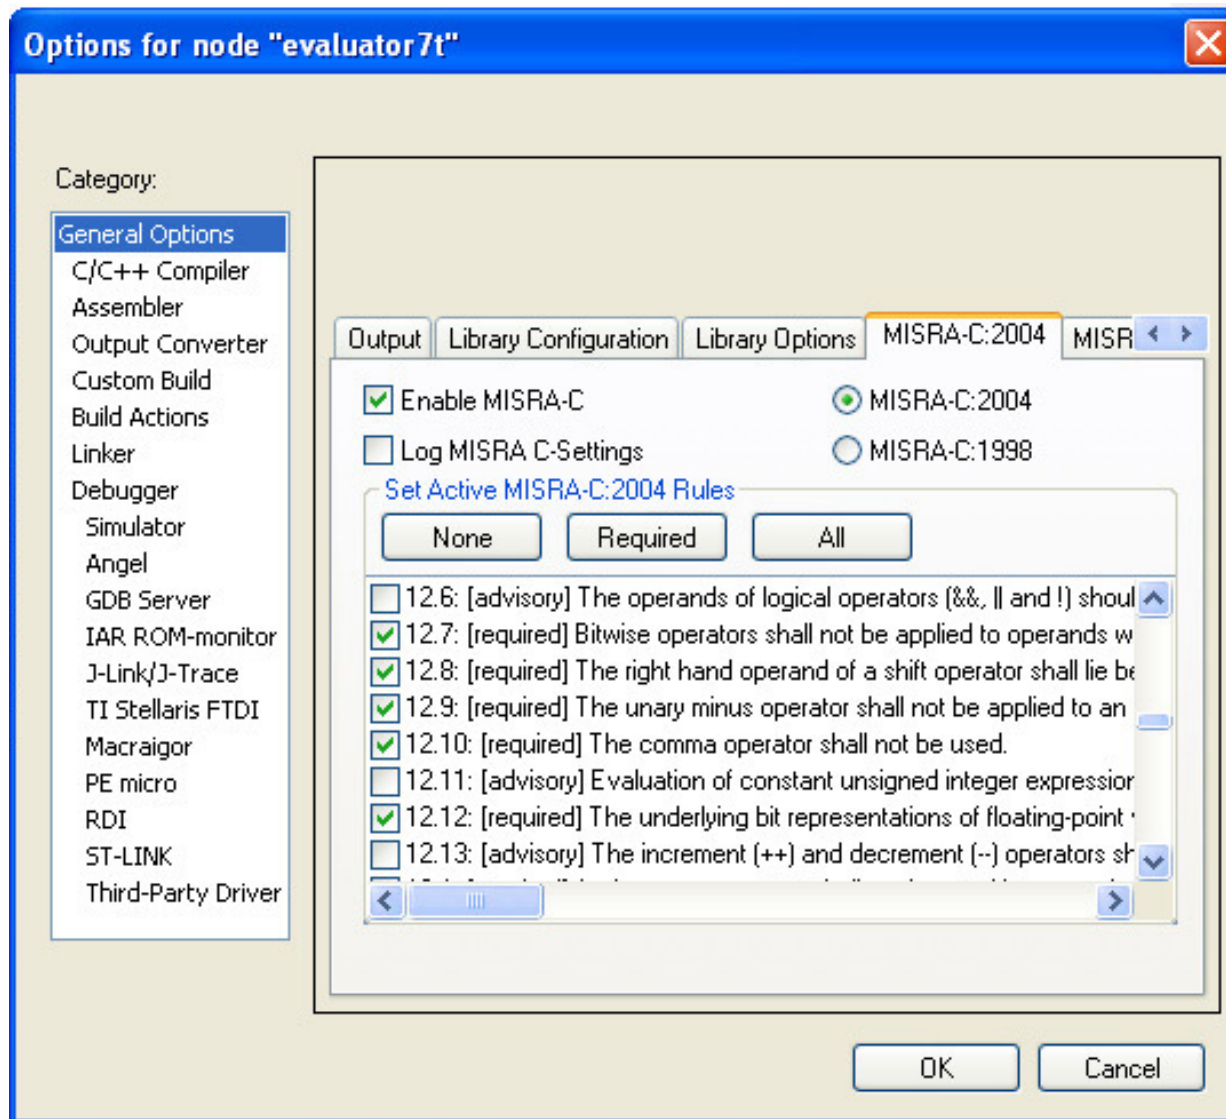 Options for node "evaluator7t"
Category:
General Options
C/C++ Compiler
Assembler
Output Converter
Custom Build
Build Actions
Linker
Debugger
Simulator
Angel
GDB Server
IAR ROM-monitor
J-Link/J-Trace
TI Stellaris FTDI
Macraigor
PE micro
RDI
ST-LINK
Third-Party Driver
Output Library Configuration Library Options MISRA-C:2004 MISR
Enable MISRA-C MISRA-C:2004
Log MISRA C-Settings MISRA-C:1998
Set Active MISRA-C:2004 Rules
None Required All
12.6: [advisory] The operands of logical operators (&&, || and !) shoul
12.7: [required] Bitwise operators shall not be applied to operands w
12.8: [required] The right hand operand of a shift operator shall lie be
12.9: [required] The unary minus operator shall not be applied to an
12.10: [required] The comma operator shall not be used.
12.11: [advisory] Evaluation of constant unsigned integer expression
12.12: [required] The underlying bit representations of floating-point
12.13: [advisory] The increment (++) and decrement (--) operators sh
OK Cancel